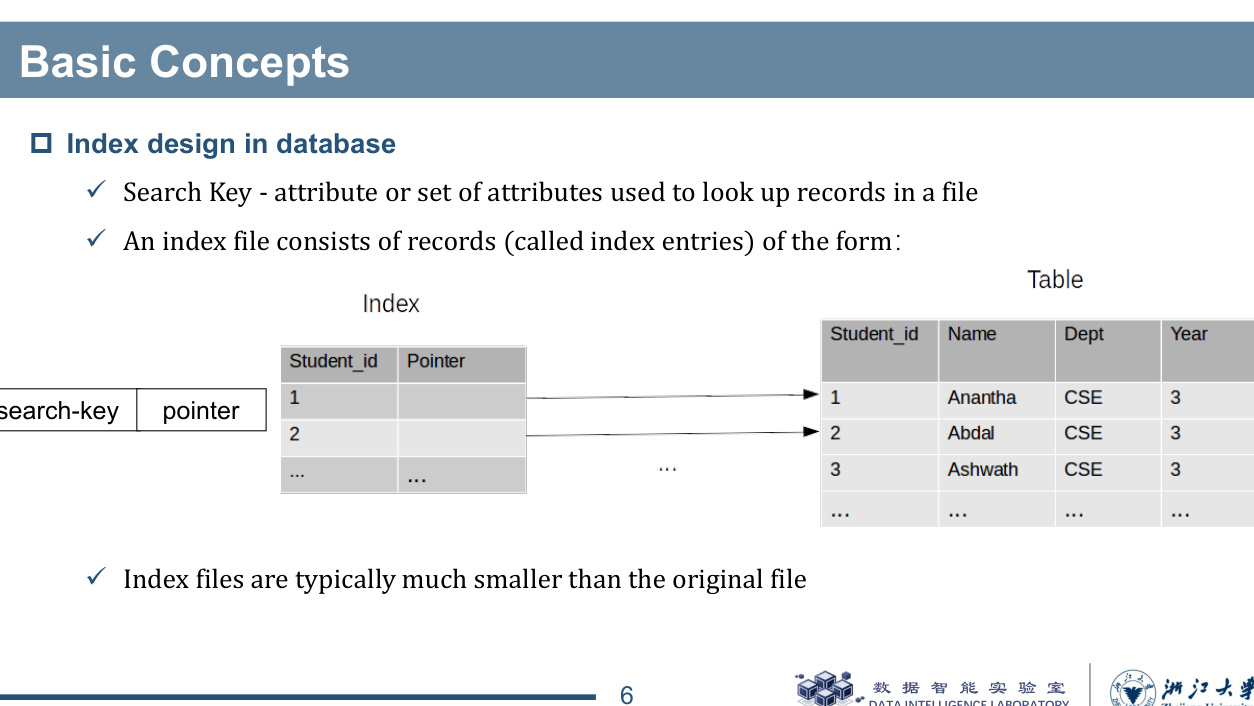 Basic Concepts
Index design in database
Search Key - attribute or set of attributes used to look up records in a file
An index file consists of records (called index entries) of the form:
Table
Index
Student_id Name Dept Year
Student_id Pointer
1
1 Anantha CSE 3
search-key pointer
2
2 Abdal CSE 3
... ...
...
3 Ashwath CSE 3
... ... ... ...
Index files are typically much smaller than the original file
6
数据智能实验室
DATA INTELLIGENCE LABORATORY
浙江大学
Zhejiang University